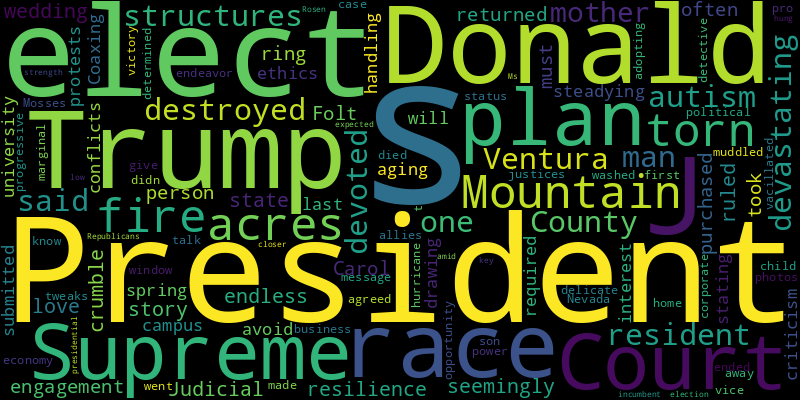 wedding
structures
returned
mother
often
pro
hung
Rosen
case
elect
Donald
protests
Coaxing
victory
determined
ring
endeavor
ethics
handling
must
adopting
detective
strength
steadying
status
plan
autism
political
torn
devastating
Mosses
progressive
university
marginal
conflicts
destroyed
Folt
expected
will
Ms
Trump
S
give
didn
died
aging
Ventura
man
muddled
justices
washed
first
vacillated
low
person
state
last
devoted
Mountain
J
purchased
ruled
took
said
fire
acres
one
County
Republicans
talk
closer
allies
know
President
window
Carol
message
agreed
hurricane
drawing
amid
key
required
interest
corporate
stating
child
photos
submitted
love
tweaks
crumble
spring
story
endless
delicate
Nevada
home
criticism
campus
avoid
business
opportunity
son
power
resident
Supreme
race
Court
presidential
economy
engagement
went
Judicial
made
resilience
seemingly
ended
away
vice
incumbent
election